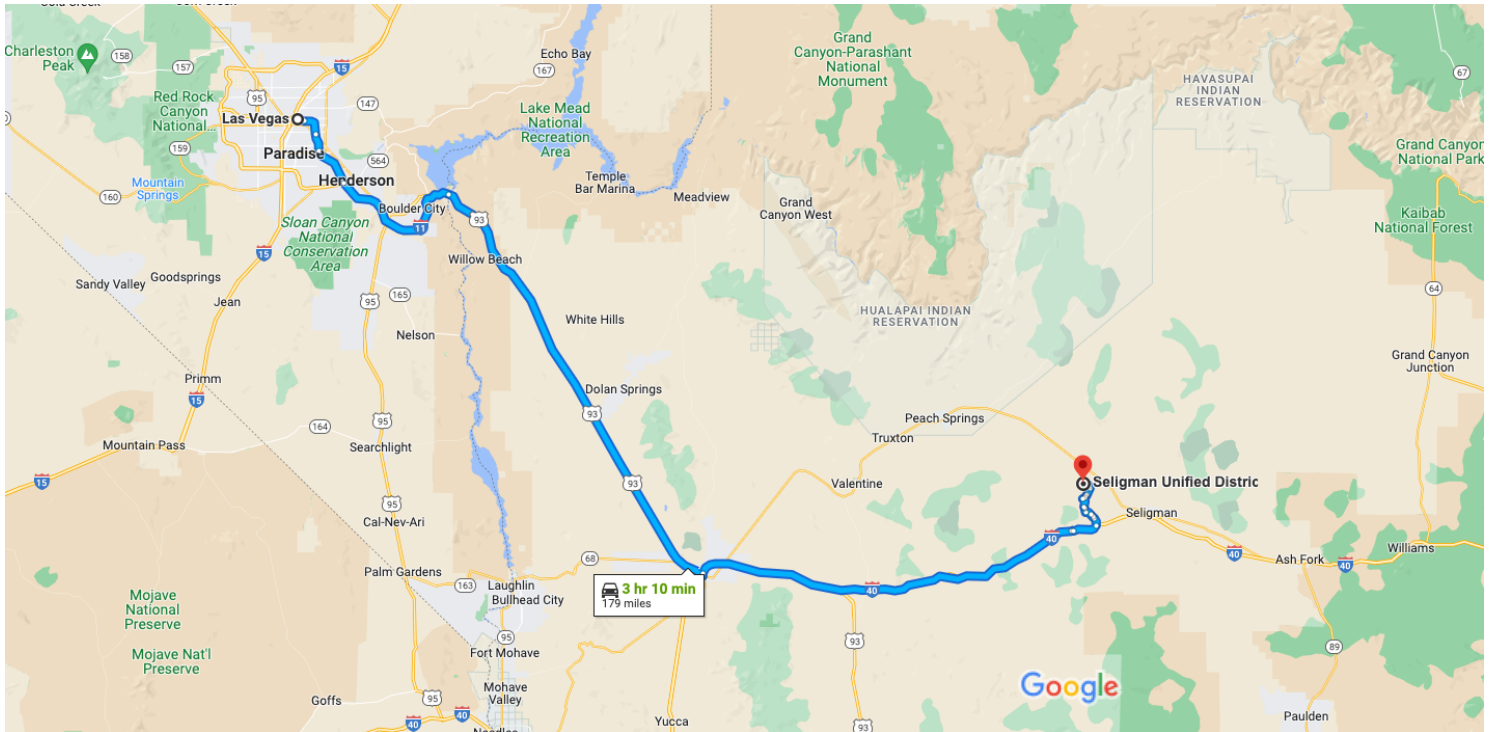 Charleston
Peak
158
157
15
Echo Bay
167
Grand
Canyon-Parashant
National
Monument
HAVASUPAI
INDIAN
RESERVATION
67
Red Rock
Canyon
National...
95
147
Las Vegas
Lake Mead
National
Recreation
Area
159
Paradise
564
Grand Canyon
National Park
Mountain
Springs
160
Henderson
Temple
Bar Marina
Meadview
Grand
Canyon West
Boulder City
11
93
Kaibab
National Forest
Sloan Canyon
National
Conservation
Area
15
Willow Beach
Sandy Valley
Goodsprings
Jean
95
165
64
Nelson
White Hills
HUALAPAI INDIAN
RESERVATION
Grand Canyon
Junction
Primm
15
Dolan Springs
93
95
164
Mountain Pass
Searchlight
Peach Springs
Truxton
15
93
Valentine
Seligman Unified Distric
95
Cal-Nev-Ari
Seligman
40
40
68
Ash Fork
40
Williams
Palm Gardens
163
Laughlin
Bullhead City
3 hr 10 min
179 miles
40
Mojave
National
Preserve
95
93
89
Fort Mohave
Mojave Nat'l
Preserve
Goffs
95
Mohave
Valley
Google
40
40
Yucca
93
Paulden